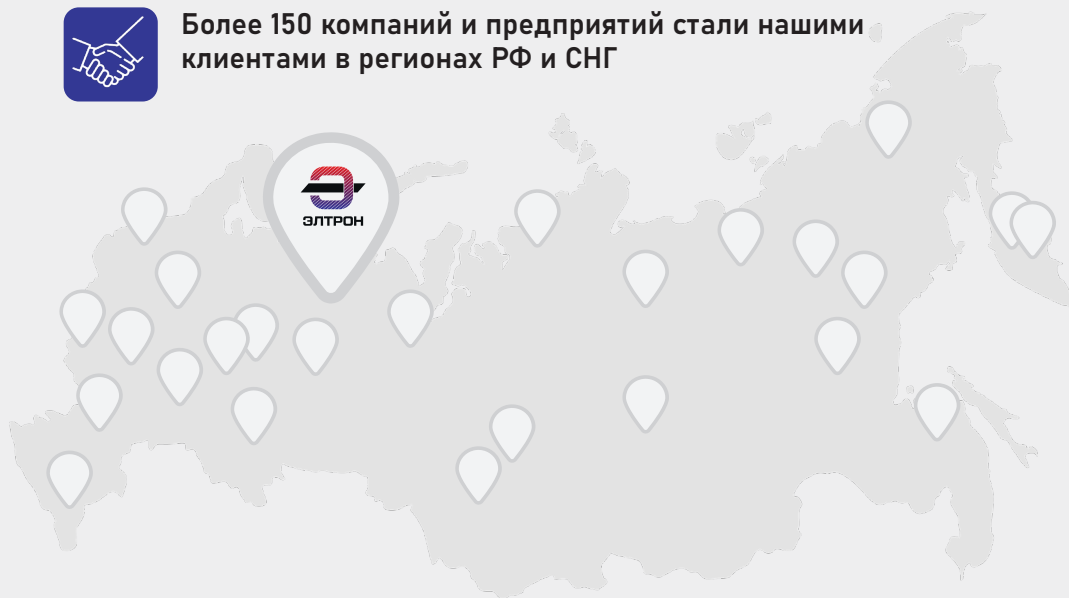 Более 150 компаний и предприятий стали нашими
клиентами в регионах РФ и СНГ
ЭЛТРОН